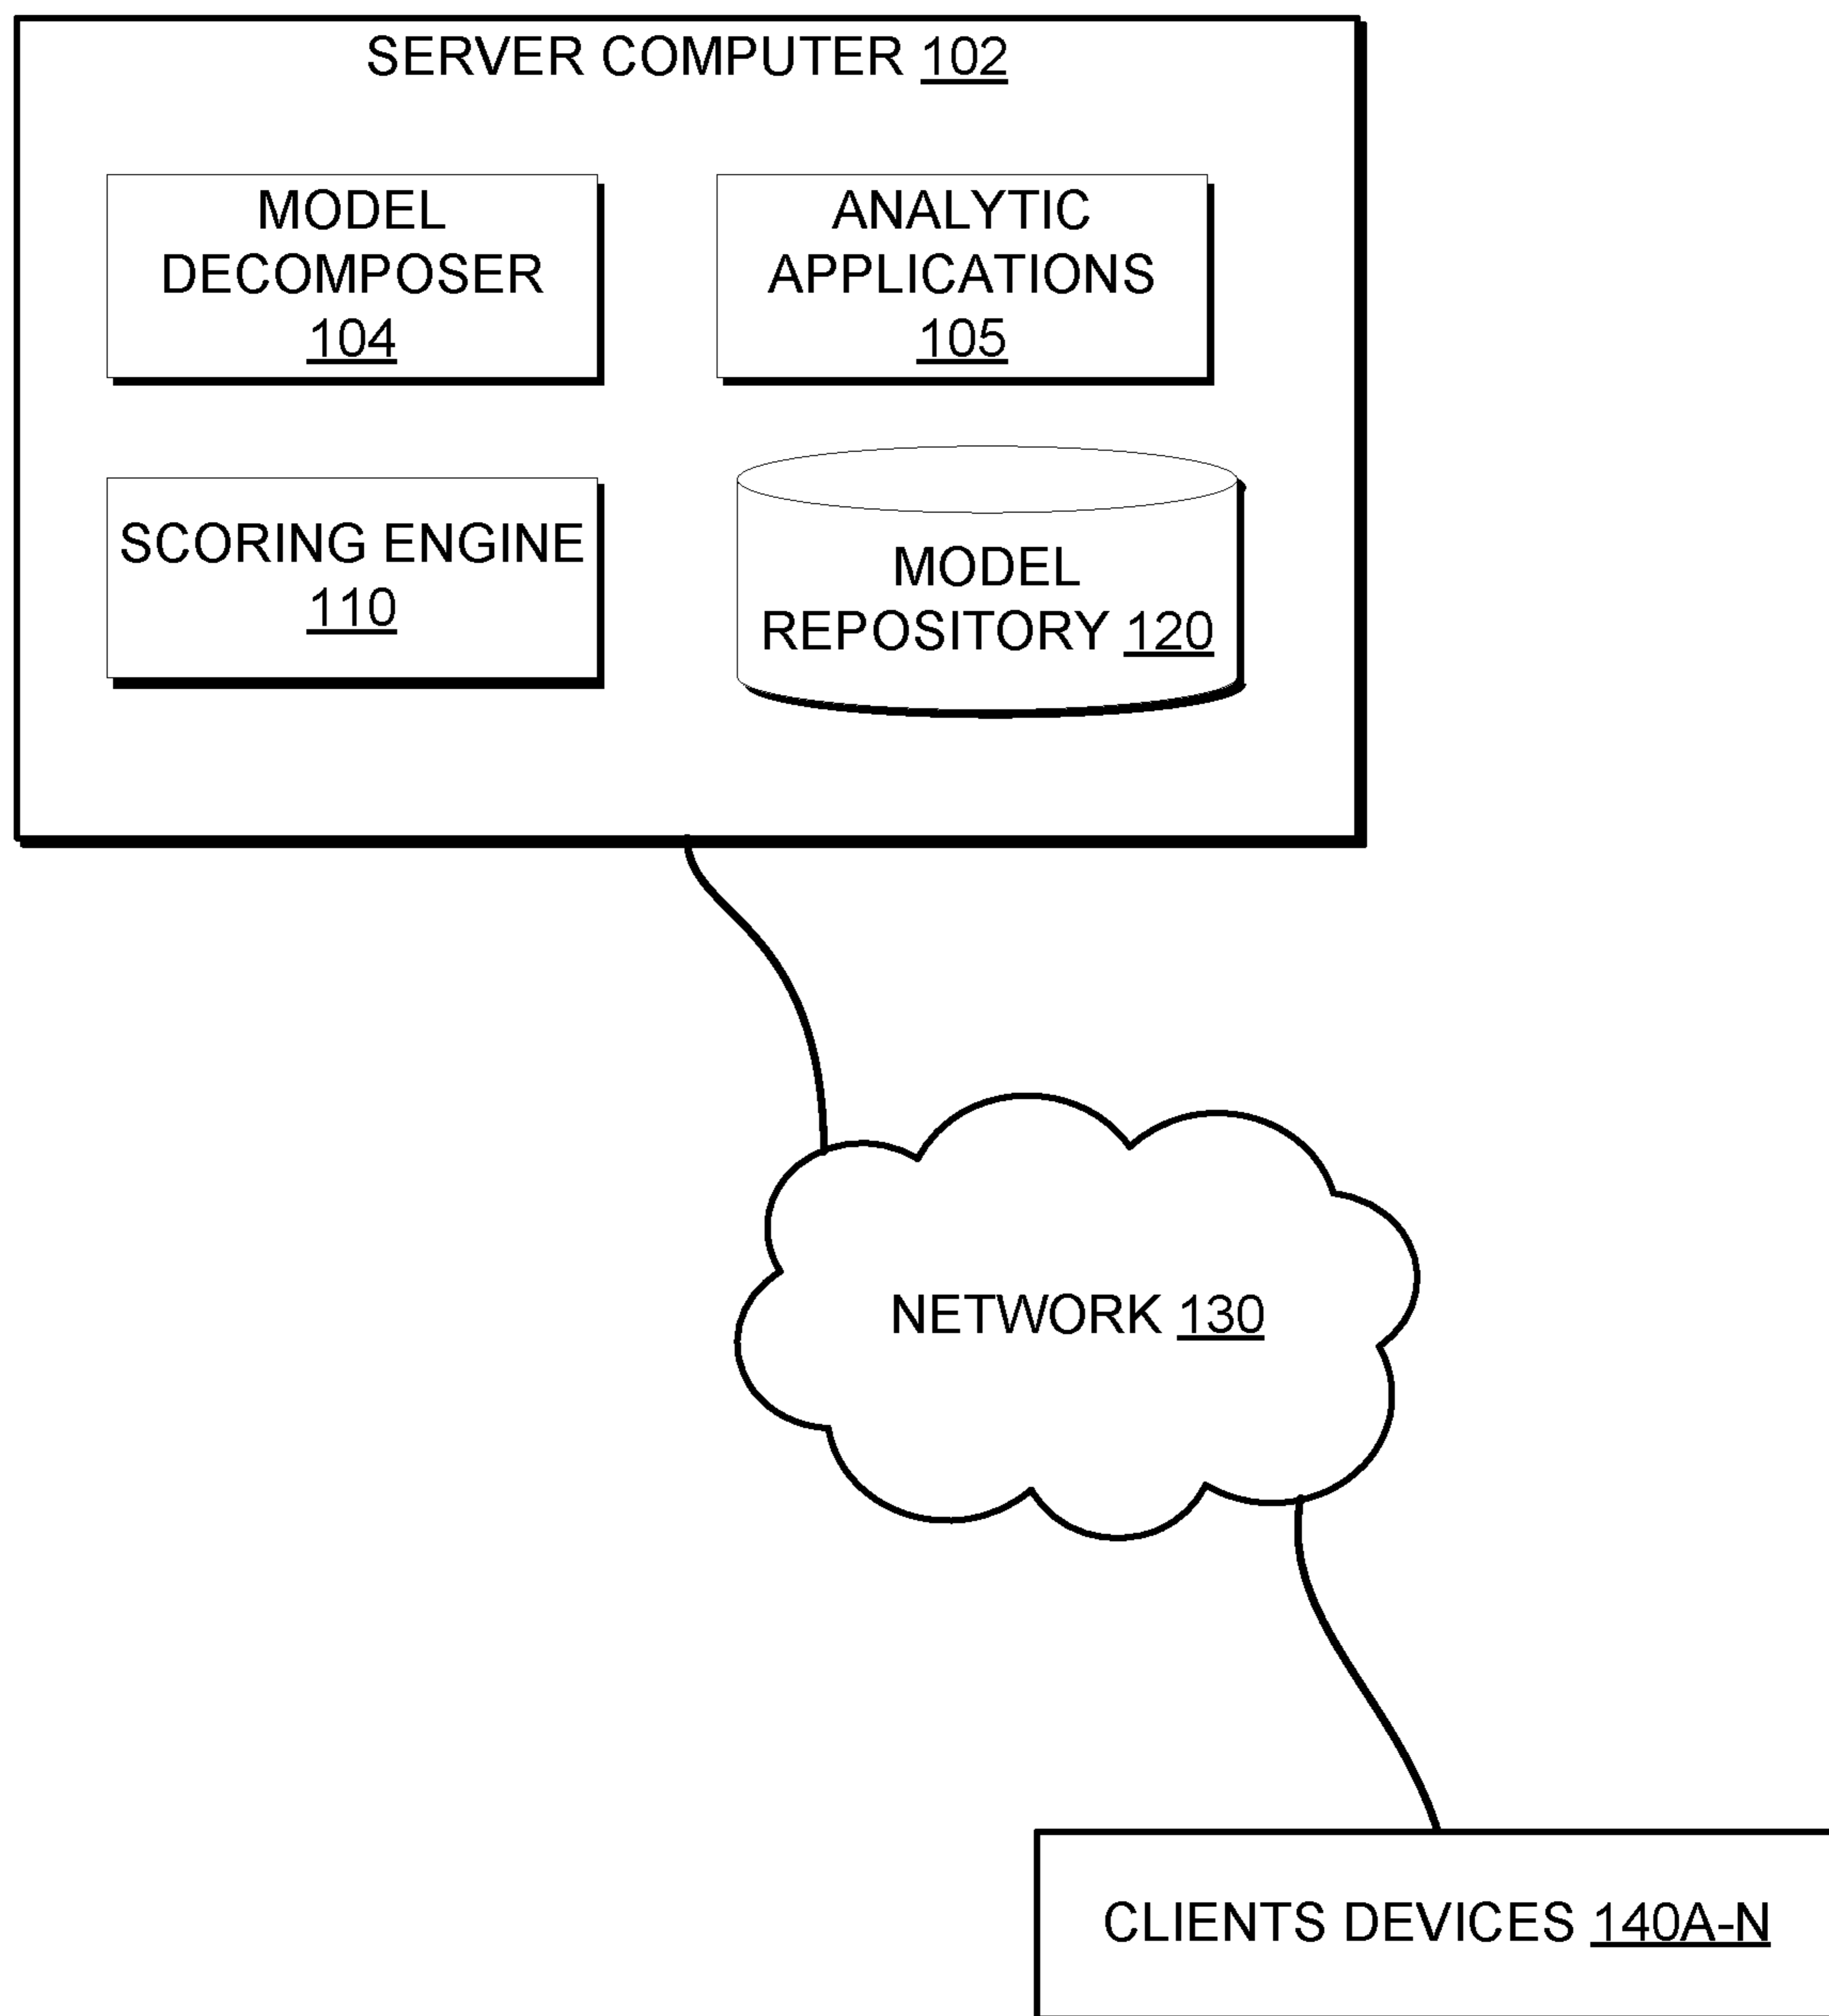 SERVER COMPUTER 102
MODEL
DECOMPOSER
104
ANALYTIC
APPLICATIONS
105
SCORING ENGINE
110
MODEL
REPOSITORY 120
NETWORK 130
CLIENTS DEVICES 140A-N